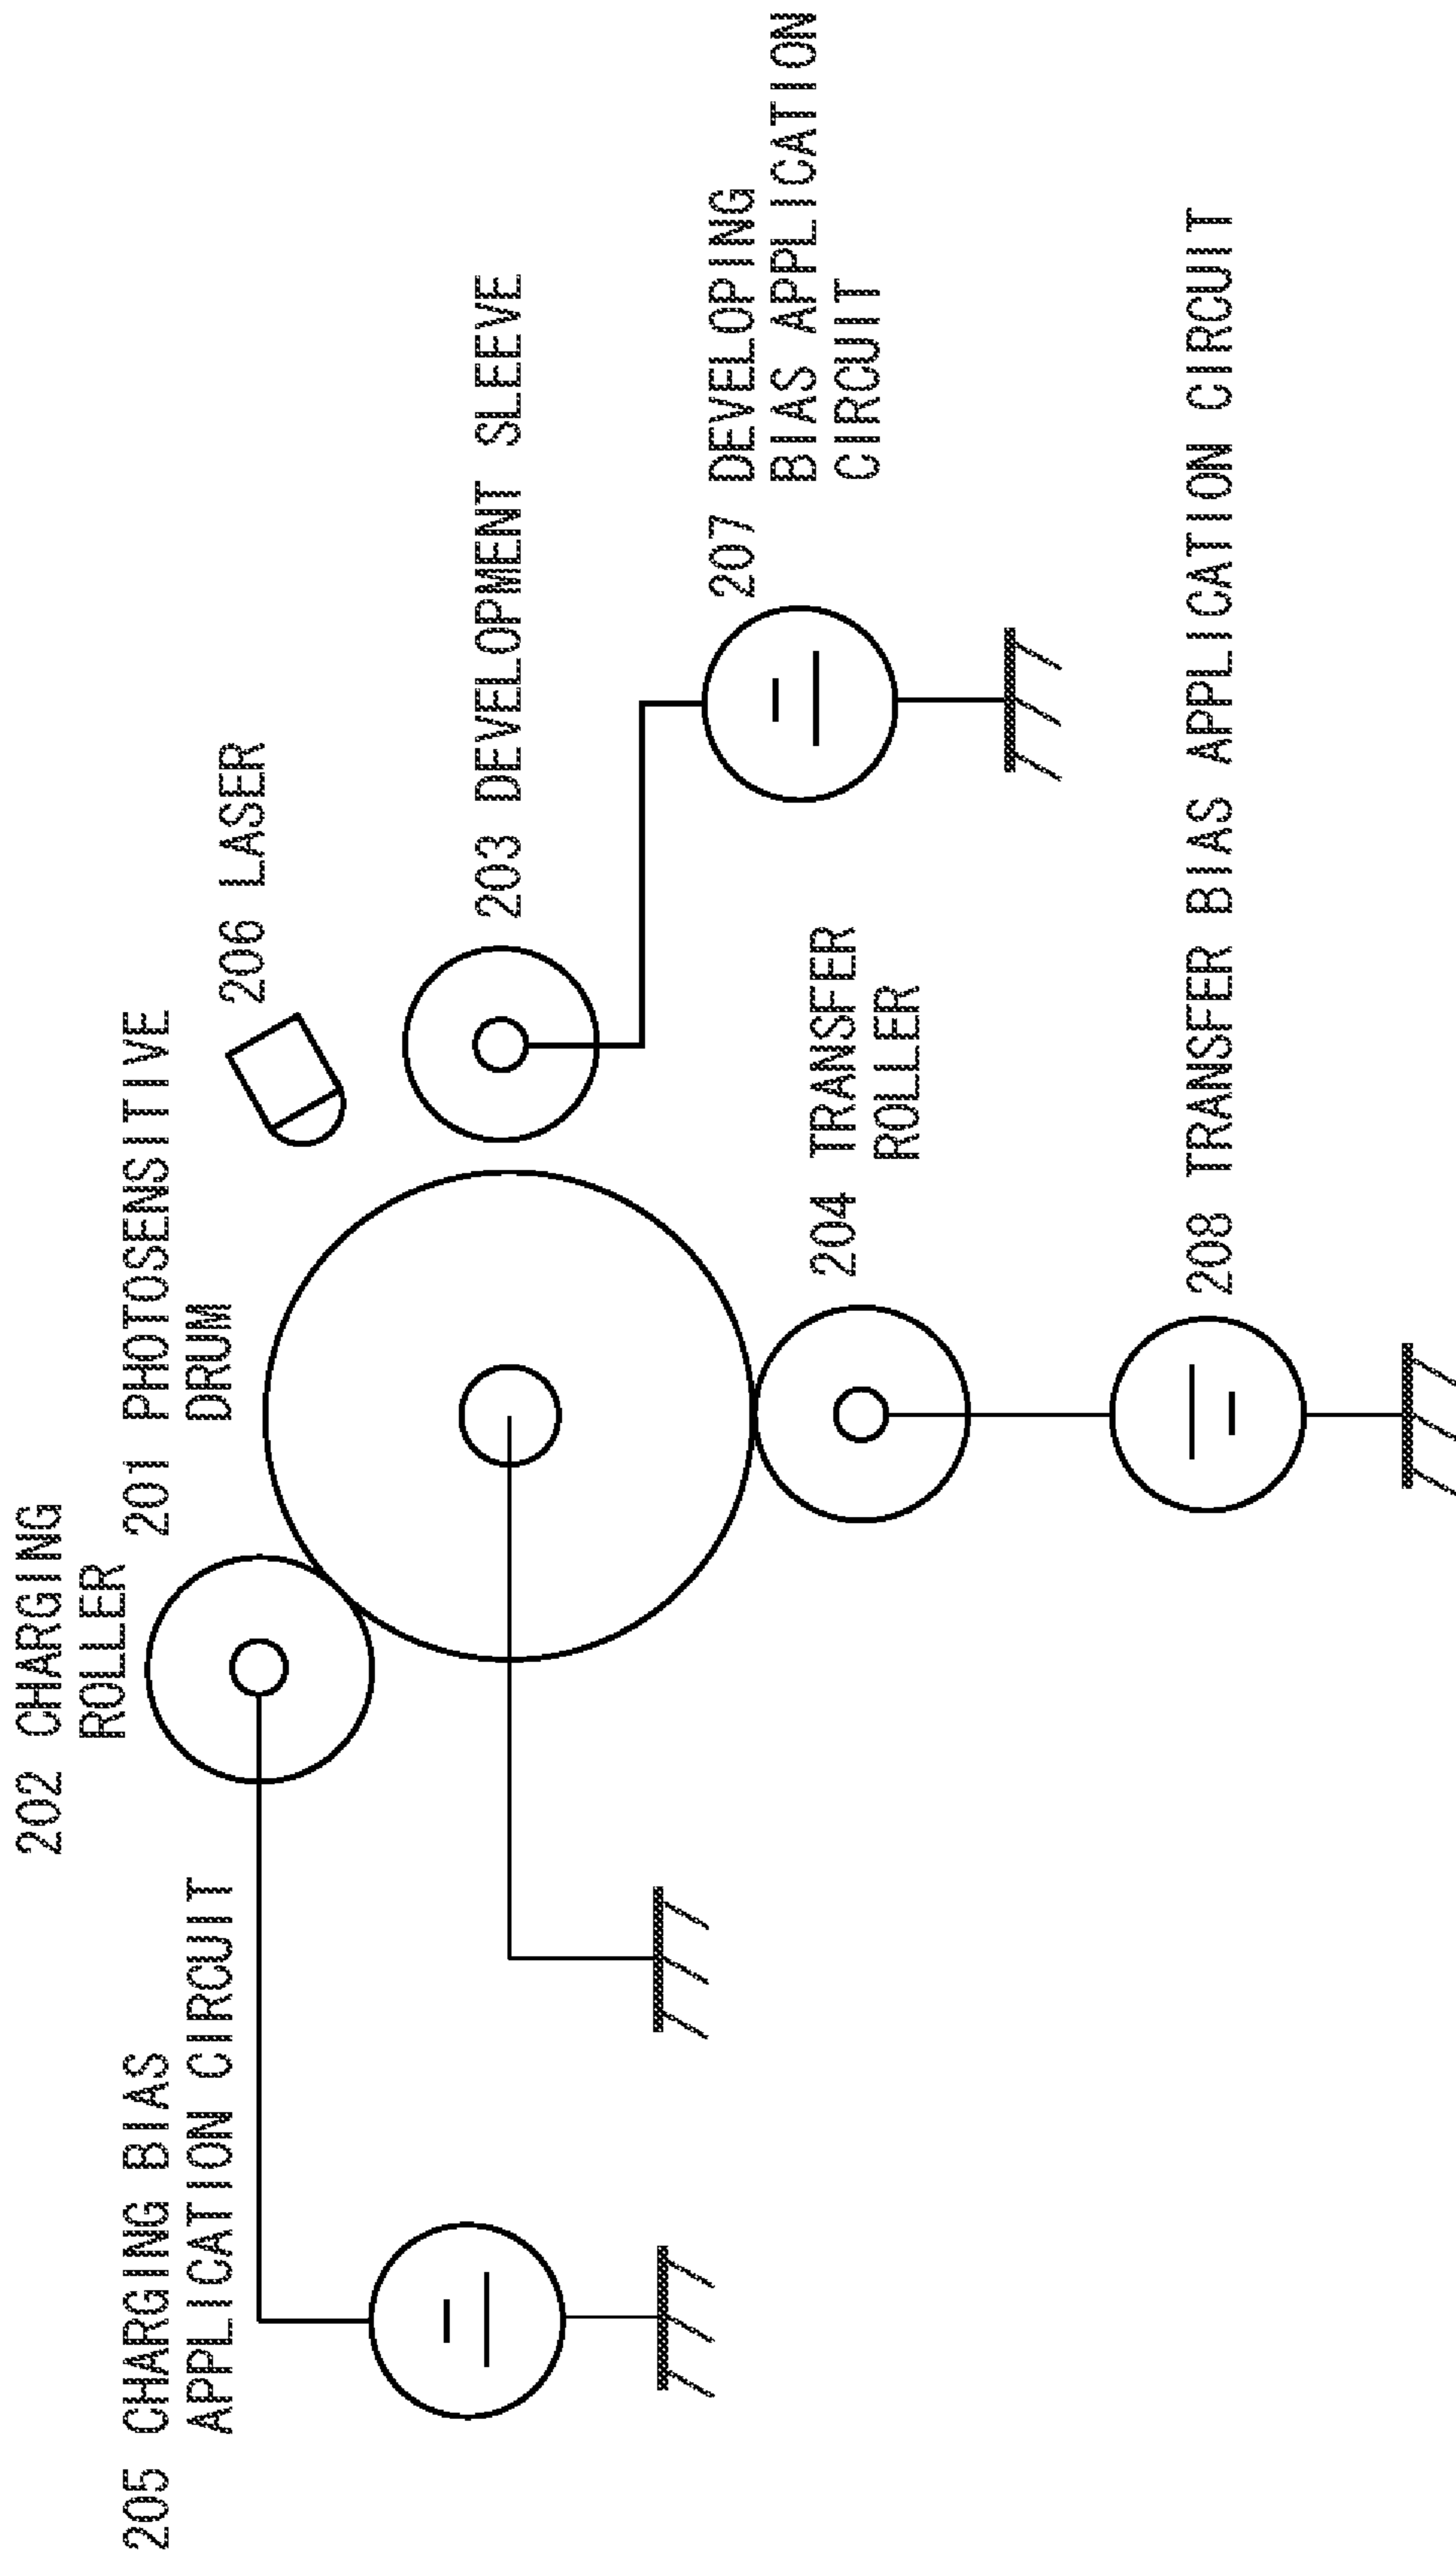 202 CHARGING
ROLLER
205 CHARGING BIAS
APPLICATION CIRCUIT
201 PHOTOSENSITIVE
DRUM
206 LASER
203 DEVELOPMENT SLEEVE
207 DEVELOPING
BIAS APPLICATION
CIRCUIT
204 TRANSFER
ROLLER
208 TRANSFER BIAS APPLICATION CIRCUIT